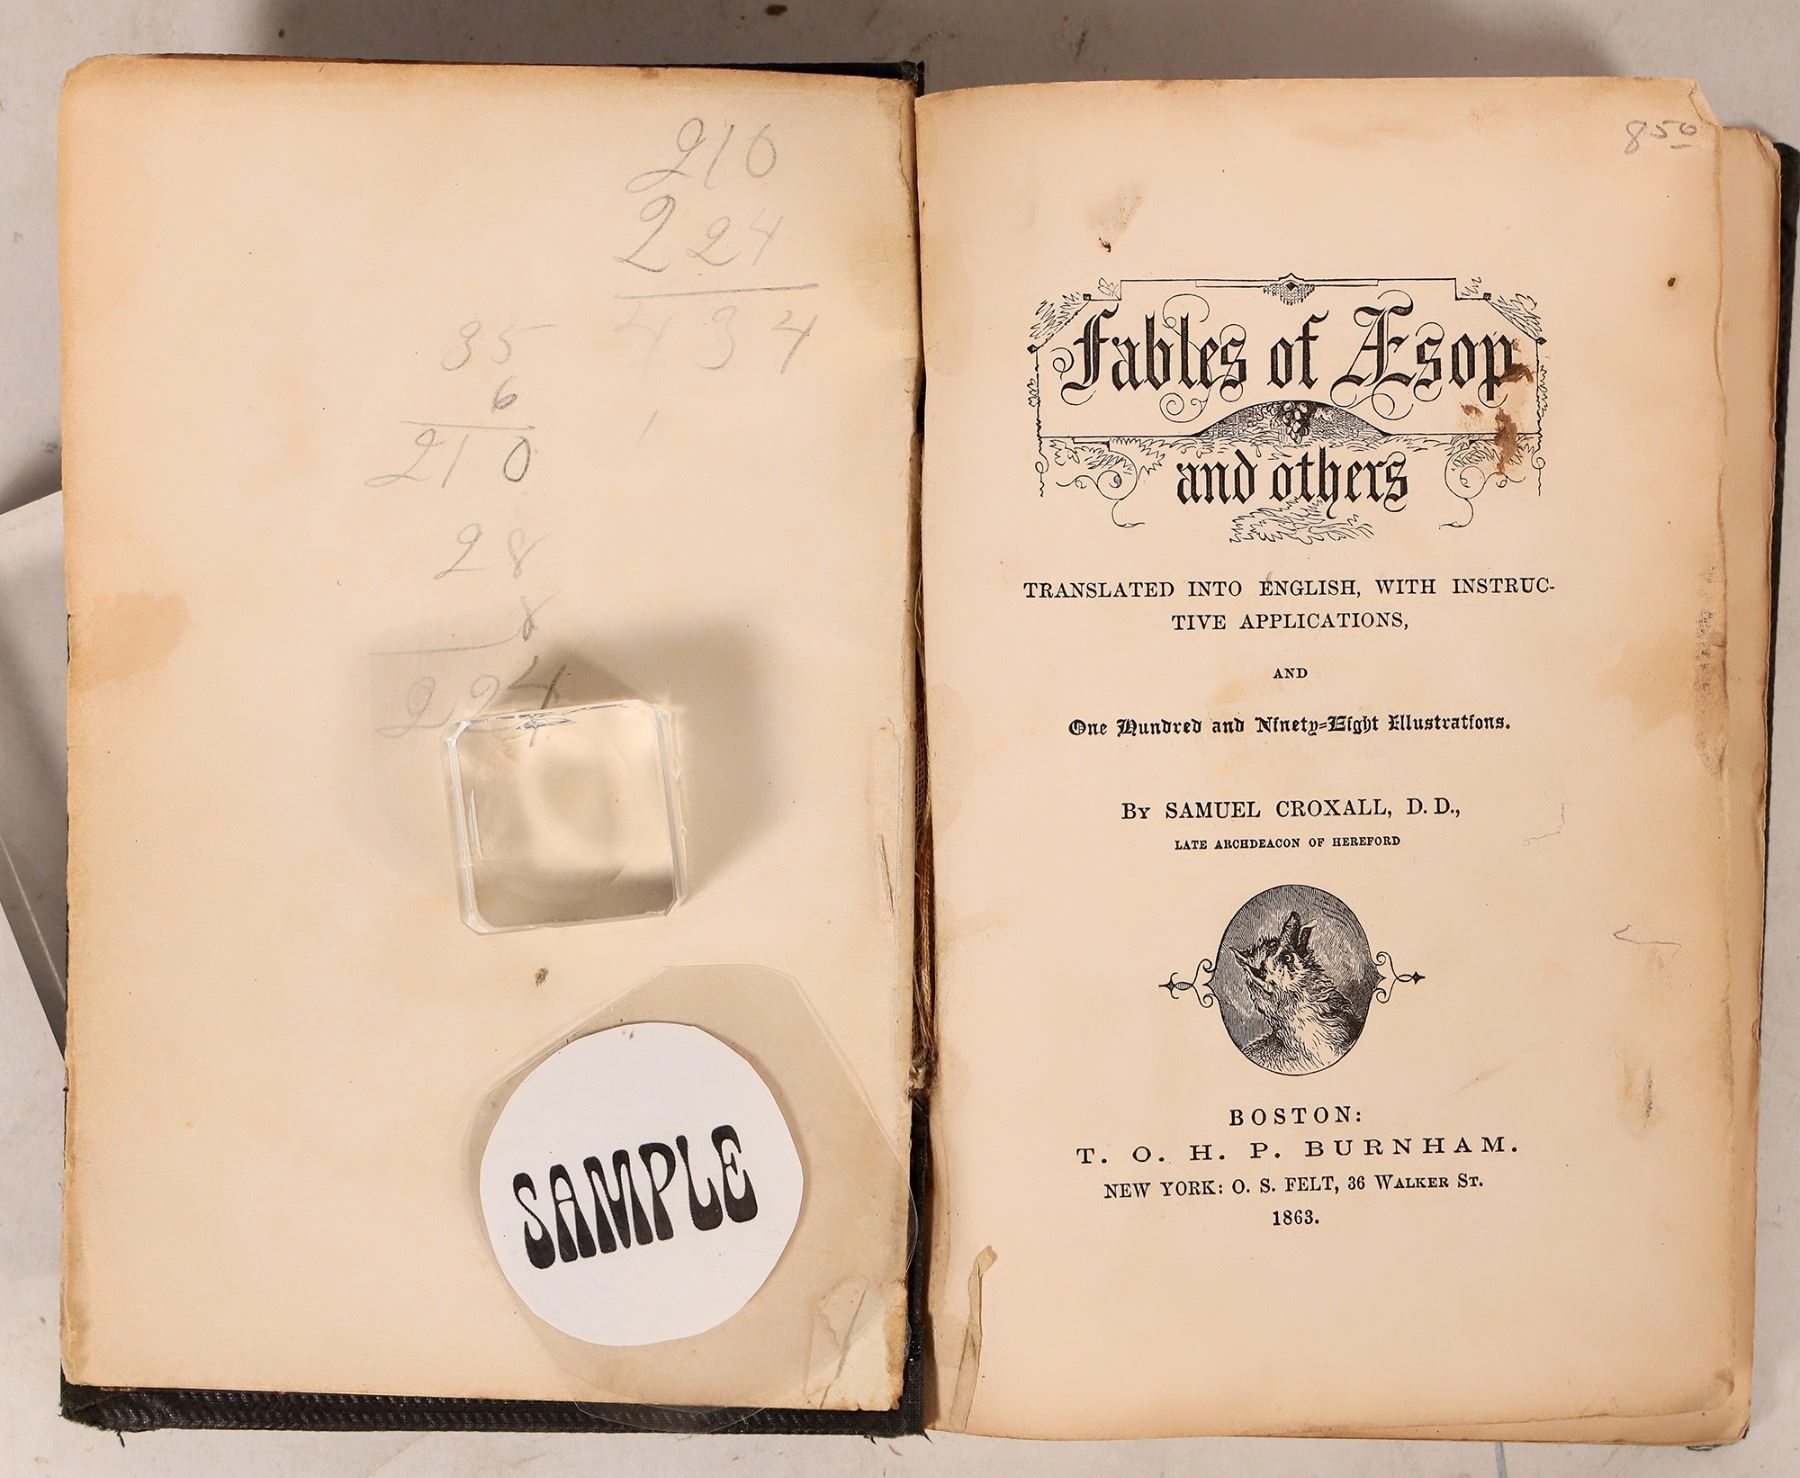 210
224
434
35
6
210
28
8
224
SAMPLE
850
Fables of Æsop
and others
TRANSLATED INTO ENGLISH, WITH INSTRUC-
TIVE APPLICATIONS,
AND
One Hundred and Ninety-Eight Illustrations.
By SAMUEL CROXALL, D. D.,
LATE ARCHDEACON OF HEREFORD
BOSTON:
T. O. H. P. BURNHAM.
NEW YORK: O. S. FELT, 36 WALKER ST.
1863.